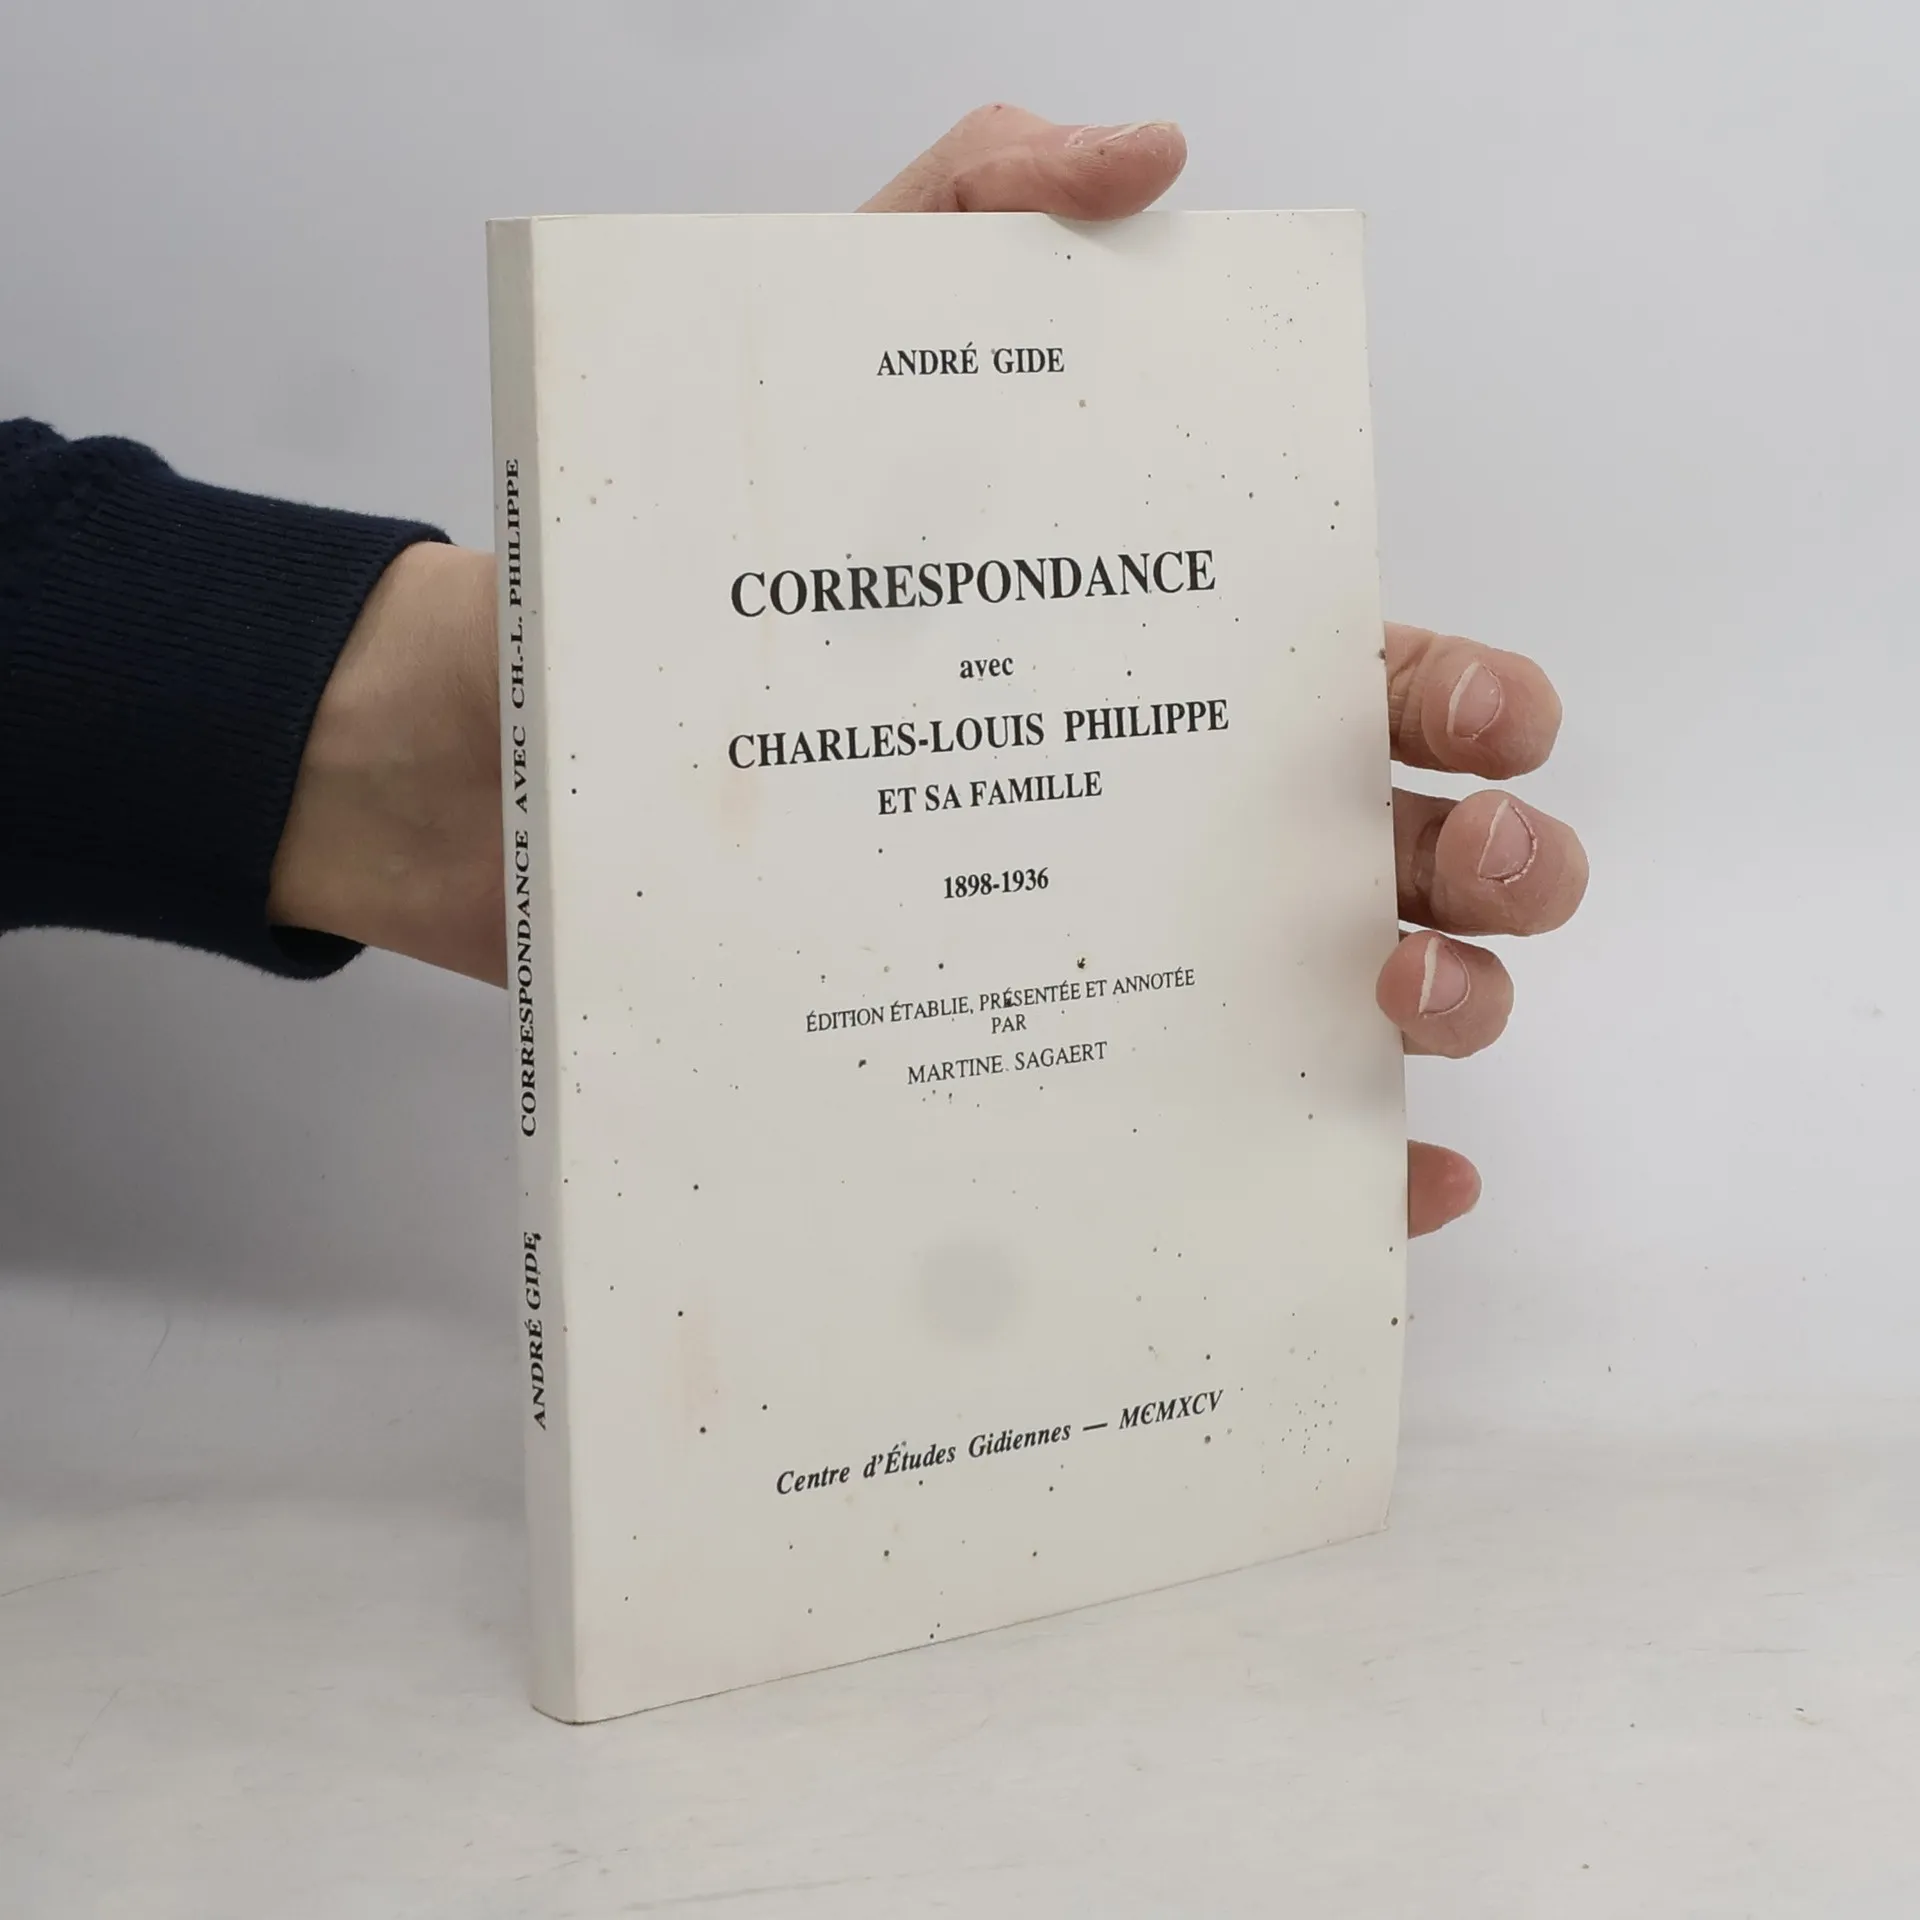 ANDRÉ GIDE
CORRESPONDANCE
avec
CHARLES-LOUIS PHILIPPE
ET SA FAMILLE
1898-1936
ÉDITION ÉTABLIE, PRÉSENTÉE ET ANNOTÉE
PAR
MARTINE SAGAERT
Centre d'Études Gidiennes — MCMXCV
ANDRÉ GIDE CORRESPONDANCE AVEC CH.-L. PHILIPPE